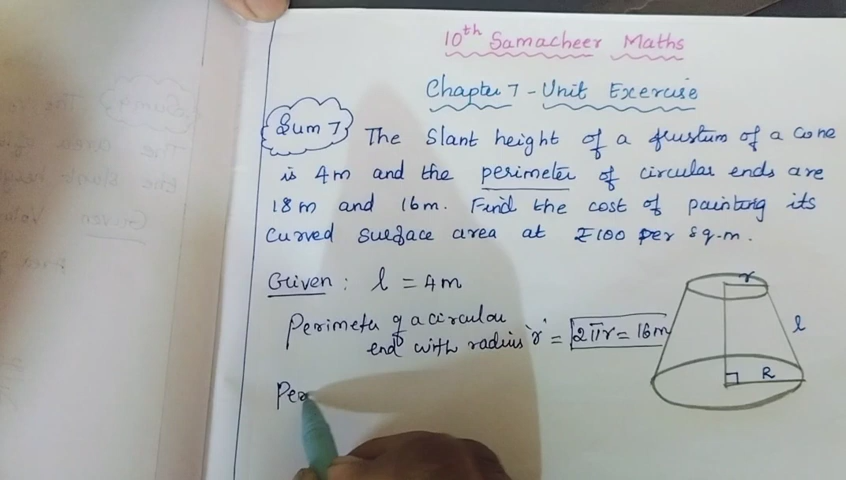 10th Samacheer Maths
Chapter 7 - Unit Exercise
Sum 7
The Slant height of a frustum of a Cone
is 4m and the perimeter of circular ends are
18m and 16m. Find the cost of painting its
Curved Surface area at ₹100 per sq.m.
Given : l = 4m
Perimeter of a circular
end with radius 'r' = 2πr = 16m
Per
r
l
R